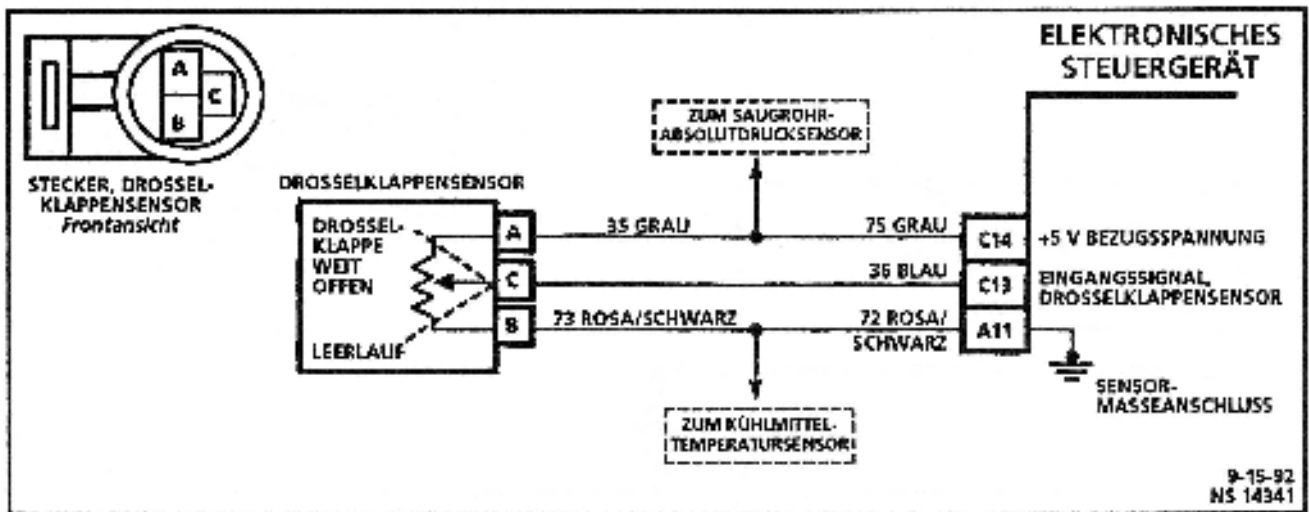 ELEKTRONISCHES
STEUERGERÄT
A
C
B
STECKER, DROSSEL-
KLAPPENSENSOR
Frontansicht
ZUM SAUGROHR-
ABSOLUTDRUCKSENSOR
DROSSELKLAPPENSENSOR
DROSSEL-
KLAPPE
WEIT
OFFEN
LEERLAUF
A
C
B
35 GRAU
75 GRAU
36 BLAU
73 ROSA/SCHWARZ
72 ROSA/
SCHWARZ
C14
C13
A11
+5 V BEZUGSSPANNUNG
EINGANGSSIGNAL,
DROSSELKLAPPENSENSOR
SENSOR-
MASSEANSCHLUSS
ZUM KÜHLMITTEL-
TEMPERATURSENSOR
9-15-92
NS 14341